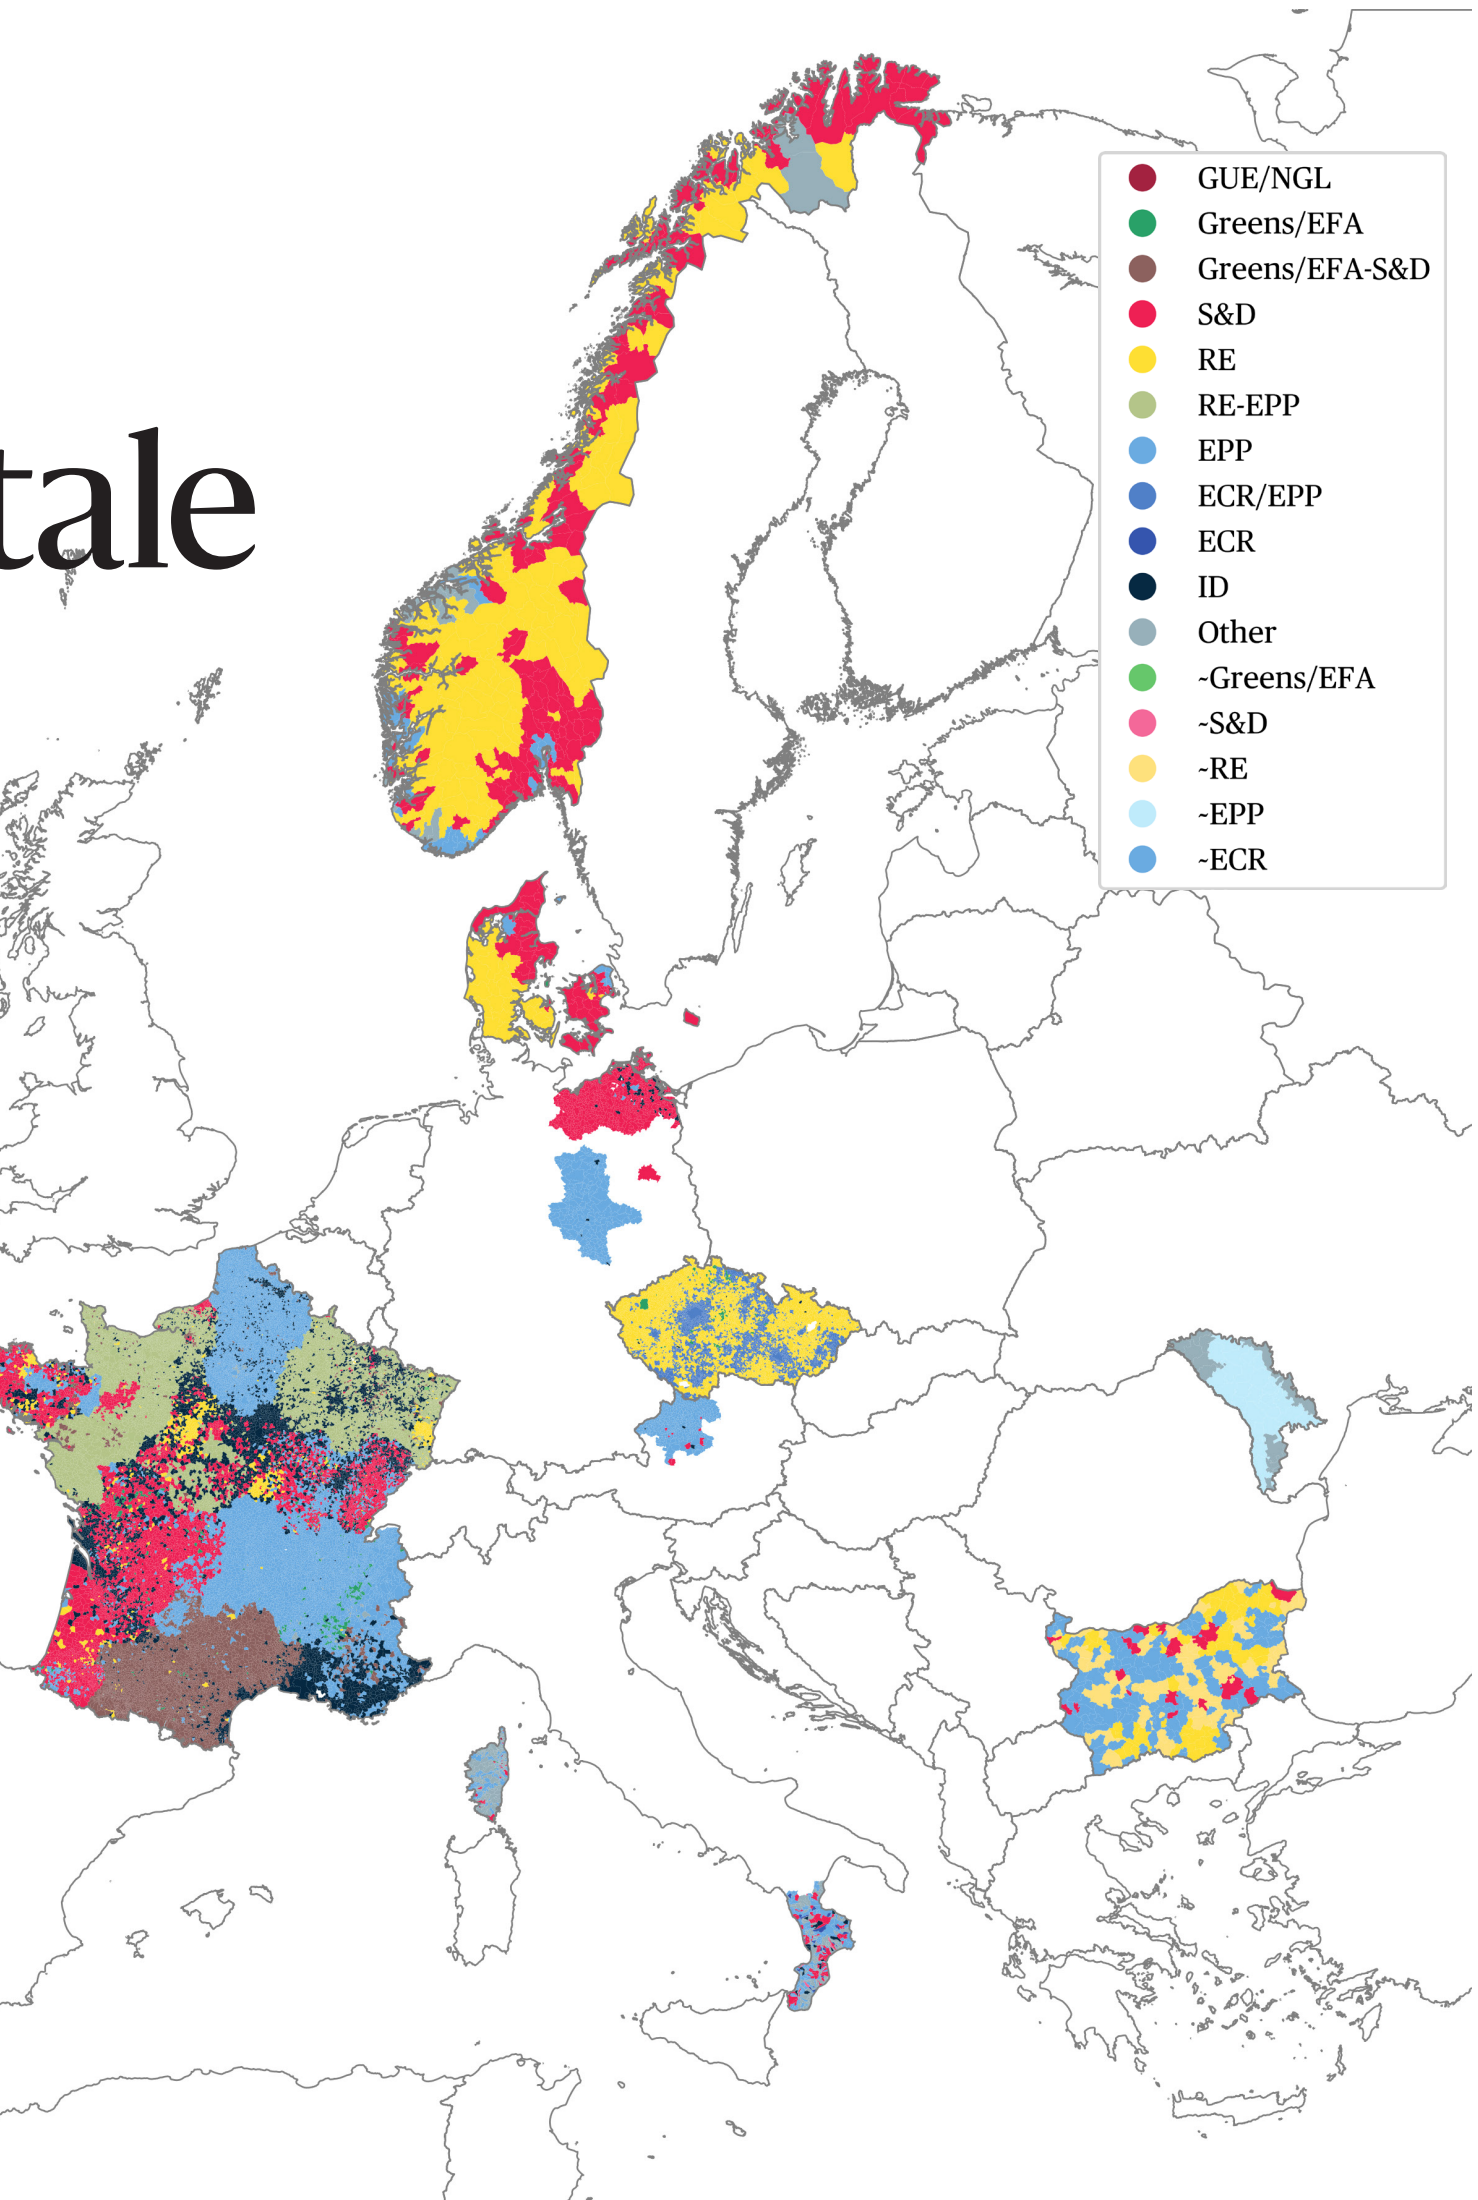 tale
GUE/NGL
Greens/EFA
Greens/EFA-S&D
S&D
RE
RE-EPP
EPP
ECR/EPP
ECR
ID
Other
~Greens/EFA
~S&D
~RE
~EPP
~ECR